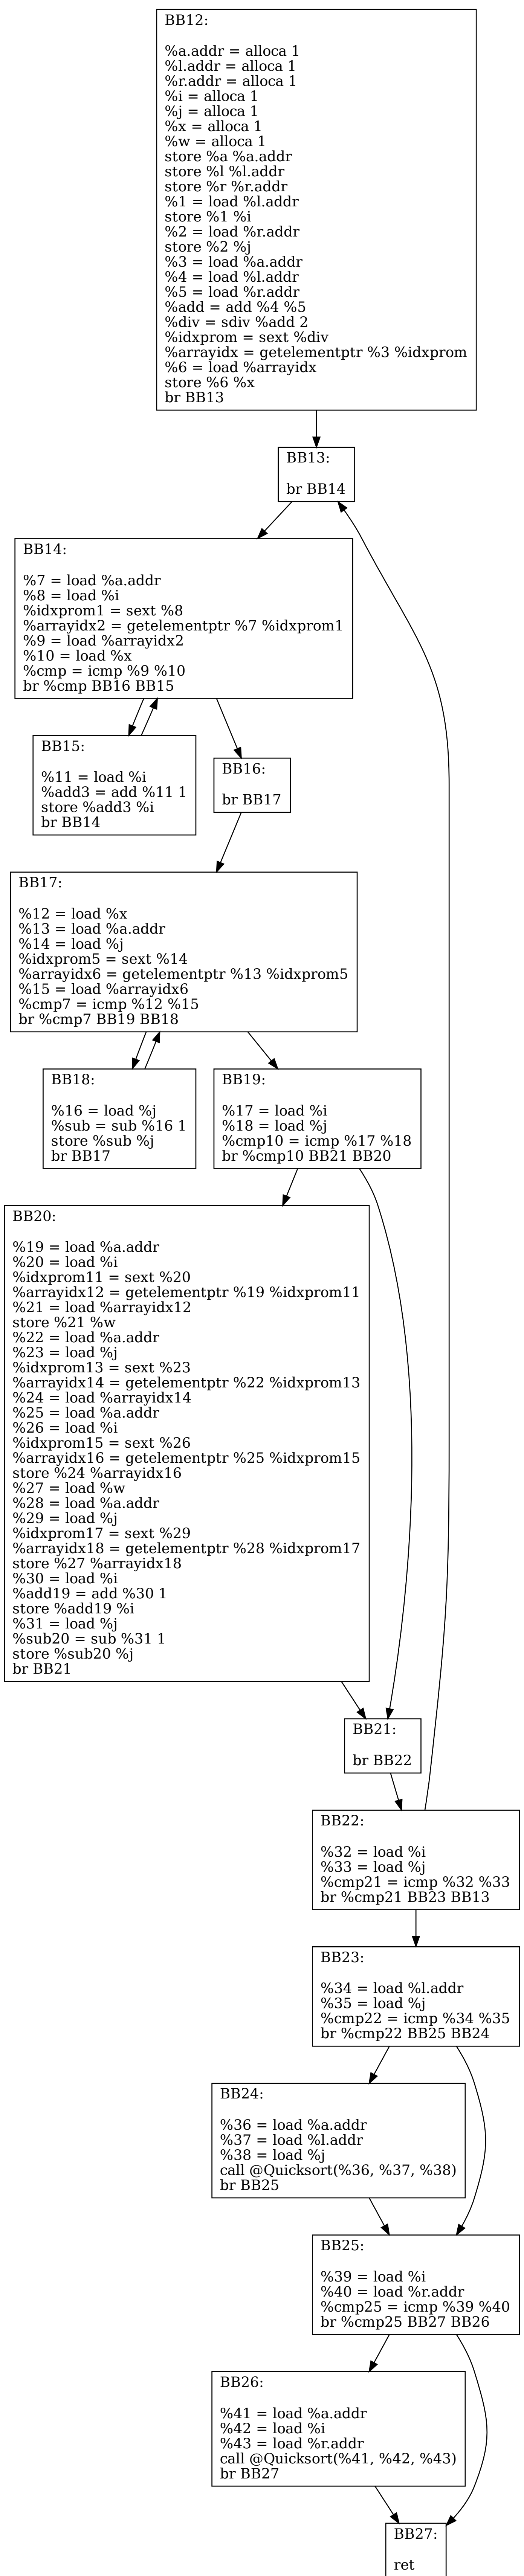 BB12:
%a.addr = alloca 1
%l.addr = alloca 1
%r.addr = alloca 1
%i = alloca 1
%j = alloca 1
%x = alloca 1
%w = alloca 1
store %a %a.addr
store %l %l.addr
store %r %r.addr
%1 = load %l.addr
store %1 %i
%2 = load %r.addr
store %2 %j
%3 = load %a.addr
%4 = load %l.addr
%5 = load %r.addr
%add = add %4 %5
%div = sdiv %add 2
%idxprom = sext %div
%arrayidx = getelementptr %3 %idxprom
%6 = load %arrayidx
store %6 %x
br BB13
BB13:
br BB14
BB14:
%7 = load %a.addr
%8 = load %i
%idxprom1 = sext %8
%arrayidx2 = getelementptr %7 %idxprom1
%9 = load %arrayidx2
%10 = load %x
%cmp = icmp %9 %10
br %cmp BB16 BB15
BB15:
%11 = load %i
%add3 = add %11 1
store %add3 %i
br BB14
BB16:
br BB17
BB17:
%12 = load %x
%13 = load %a.addr
%14 = load %j
%idxprom5 = sext %14
%arrayidx6 = getelementptr %13 %idxprom5
%15 = load %arrayidx6
%cmp7 = icmp %12 %15
br %cmp7 BB19 BB18
BB18:
%16 = load %j
%sub = sub %16 1
store %sub %j
br BB17
BB19:
%17 = load %i
%18 = load %j
%cmp10 = icmp %17 %18
br %cmp10 BB21 BB20
BB20:
%19 = load %a.addr
%20 = load %i
%idxprom11 = sext %20
%arrayidx12 = getelementptr %19 %idxprom11
%21 = load %arrayidx12
store %21 %w
%22 = load %a.addr
%23 = load %j
%idxprom13 = sext %23
%arrayidx14 = getelementptr %22 %idxprom13
%24 = load %arrayidx14
%25 = load %a.addr
%26 = load %i
%idxprom15 = sext %26
%arrayidx16 = getelementptr %25 %idxprom15
store %24 %arrayidx16
%27 = load %w
%28 = load %a.addr
%29 = load %j
%idxprom17 = sext %29
%arrayidx18 = getelementptr %28 %idxprom17
store %27 %arrayidx18
%30 = load %i
%add19 = add %30 1
store %add19 %i
%31 = load %j
%sub20 = sub %31 1
store %sub20 %j
br BB21
BB21:
br BB22
BB22:
%32 = load %i
%33 = load %j
%cmp21 = icmp %32 %33
br %cmp21 BB23 BB13
BB23:
%34 = load %l.addr
%35 = load %j
%cmp22 = icmp %34 %35
br %cmp22 BB25 BB24
BB24:
%36 = load %a.addr
%37 = load %l.addr
%38 = load %j
call @Quicksort(%36, %37, %38)
br BB25
BB25:
%39 = load %i
%40 = load %r.addr
%cmp25 = icmp %39 %40
br %cmp25 BB27 BB26
BB26:
%41 = load %a.addr
%42 = load %i
%43 = load %r.addr
call @Quicksort(%41, %42, %43)
br BB27
BB27:
ret